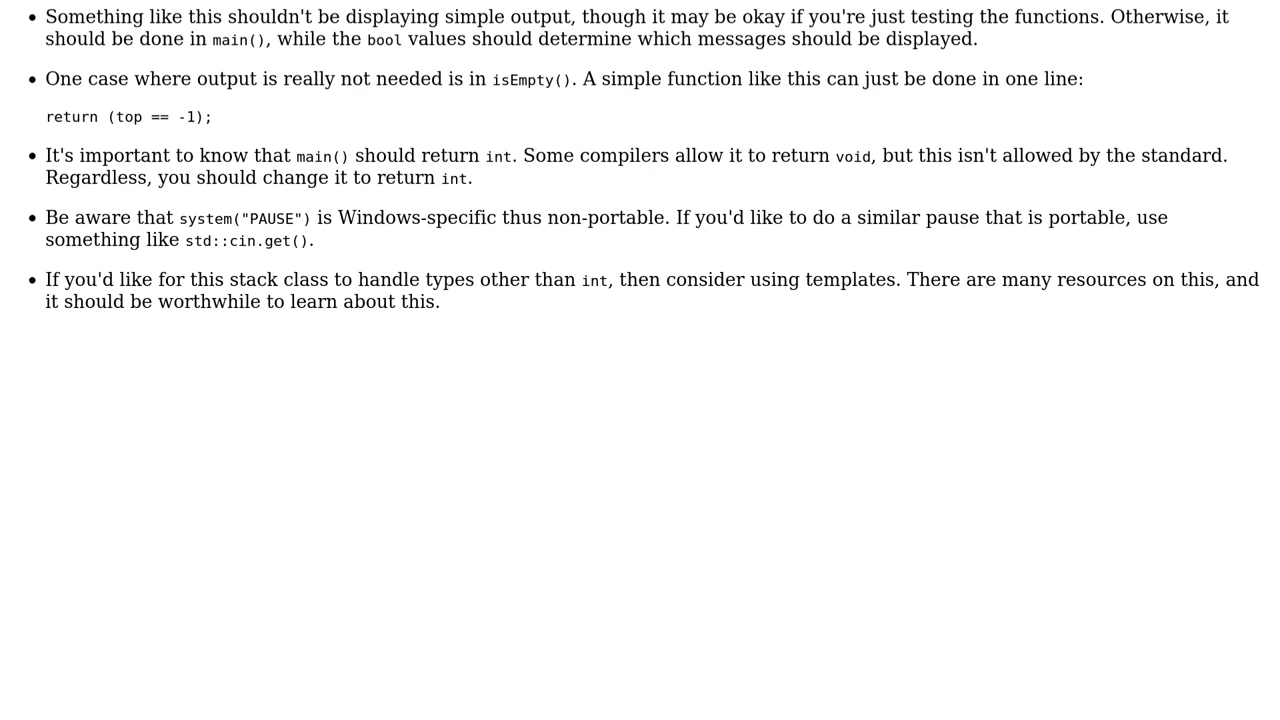 Something like this shouldn't be displaying simple output, though it may be okay if you're just testing the functions. Otherwise, it
should be done in main(), while the bool values should determine which messages should be displayed.
One case where output is really not needed is in isEmpty(). A simple function like this can just be done in one line:
return (top == -1);
It's important to know that main() should return int. Some compilers allow it to return void, but this isn't allowed by the standard.
Regardless, you should change it to return int.
Be aware that system("PAUSE") is Windows-specific thus non-portable. If you'd like to do a similar pause that is portable, use
something like std::cin.get().
If you'd like for this stack class to handle types other than int, then consider using templates. There are many resources on this, and
it should be worthwhile to learn about this.